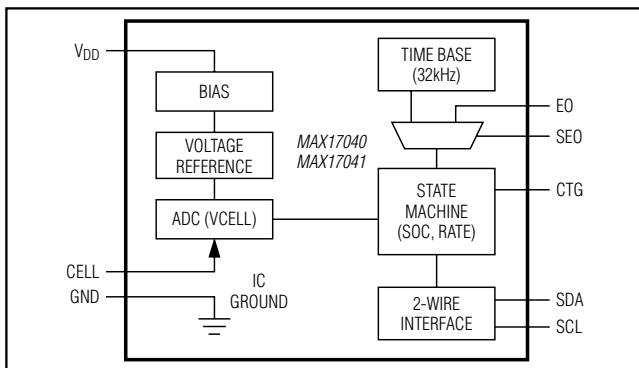 VDD
BIAS
VOLTAGE
REFERENCE
ADC (VCELL)
CELL
GND
IC
GROUND
MAX17040
MAX17041
TIME BASE
(32kHz)
EO
SEO
CTG
STATE
MACHINE
(SOC, RATE)
2-WIRE
INTERFACE
SDA
SCL